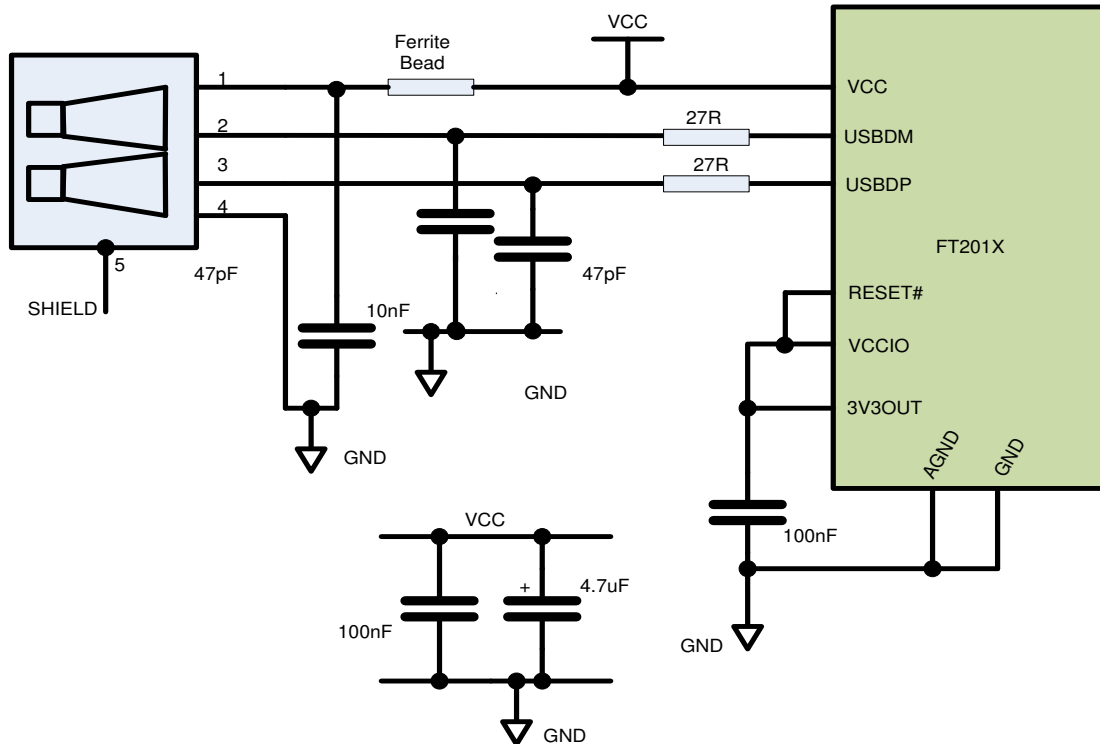 VCC
Ferrite
Bead
1
VCC
27R
2
USBDM
27R
3
USBDP
4
FT201X
5
47pF
47pF
RESET#
SHIELD
10nF
VCCIO
GND
3V3OUT
GND
AGND
GND
VCC
100nF
+
4.7uF
100nF
GND
GND